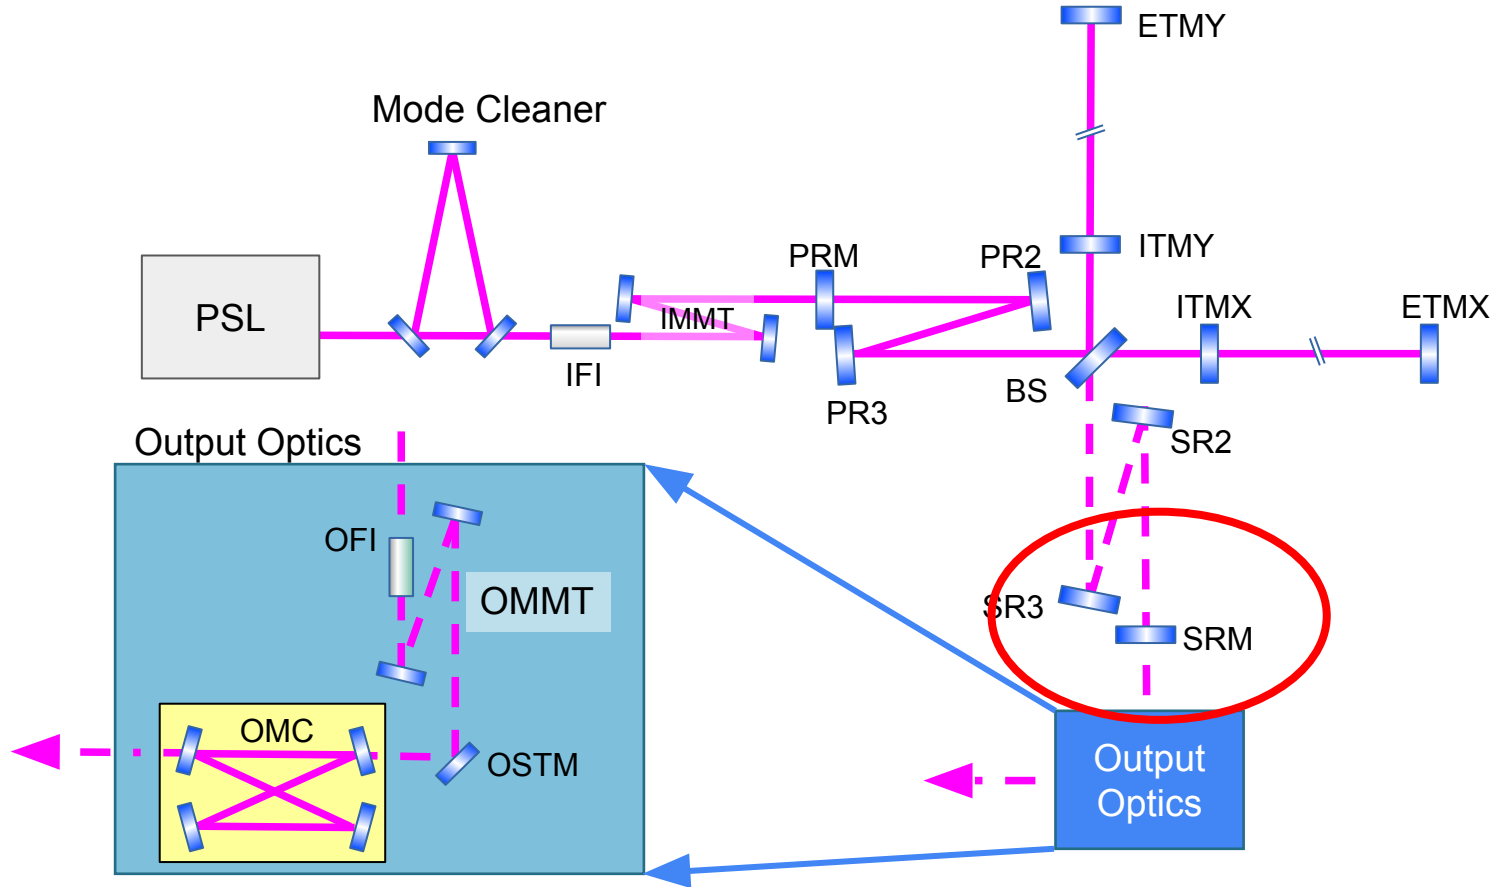 ETMY
Mode Cleaner
ITMY
PRM
PR2
ITMX
ETMX
PSL
IMMT
IFI
BS
PR3
Output Optics
SR2
OFI
OMMT
SR3
SRM
OMC
OSTM
Output
Optics